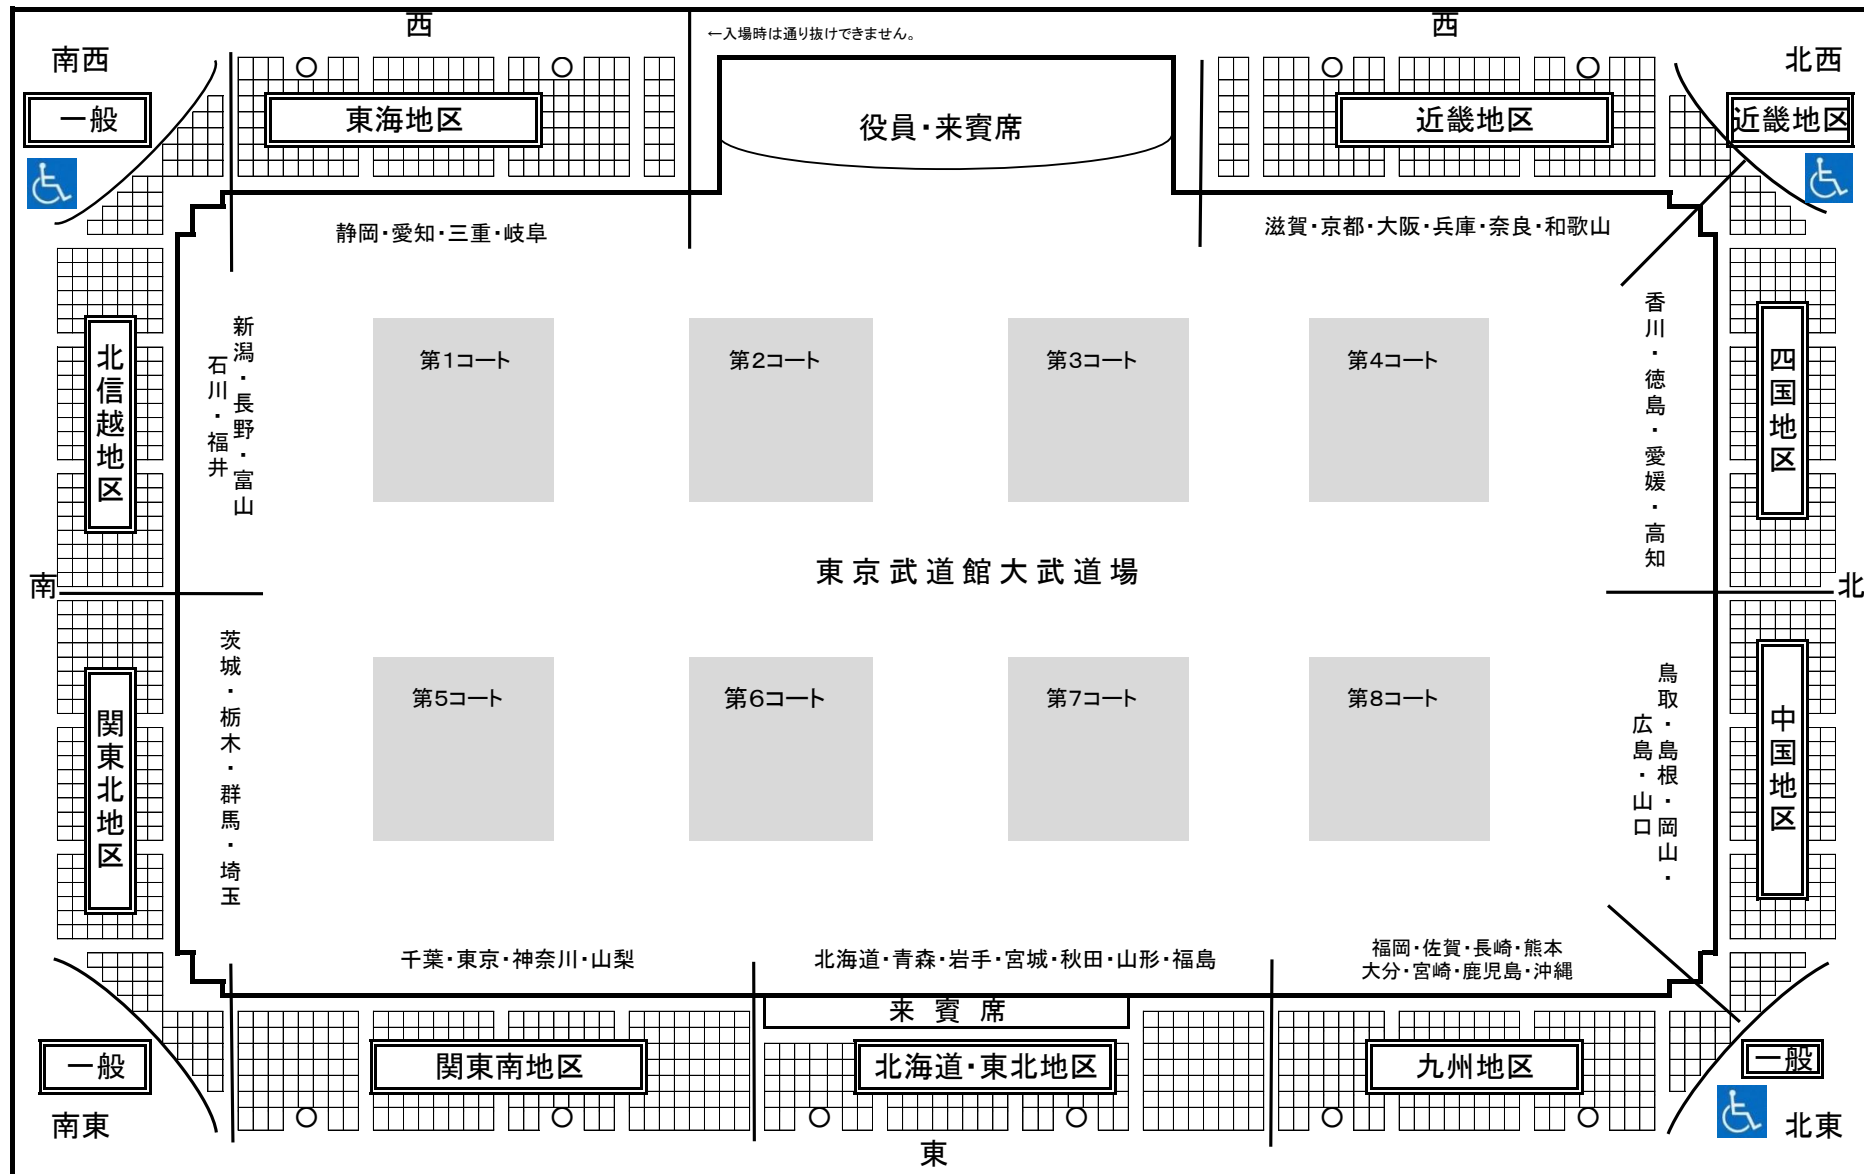 西
←入場時は通り抜けできません。
西
南西
北西
一般
東海地区
役員・来賓席
近畿地区
近畿地区
静岡・愛知・三重・岐阜
滋賀・京都・大阪・兵庫・奈良・和歌山
北信越地区
新潟・長野・富山
石川・福井
第1コート
第2コート
第3コート
第4コート
香川・徳島・愛媛・高知
四国地区
東京武道館大武道場
南
北
関東北地区
茨城・栃木・群馬・埼玉
第5コート
第6コート
第7コート
第8コート
鳥取・島根・岡山・
広島・山口
中国地区
千葉・東京・神奈川・山梨
北海道・青森・岩手・宮城・秋田・山形・福島
福岡・佐賀・長崎・熊本
大分・宮崎・鹿児島・沖縄
来賓席
一般
関東南地区
北海道・東北地区
九州地区
一般
南東
東
北東